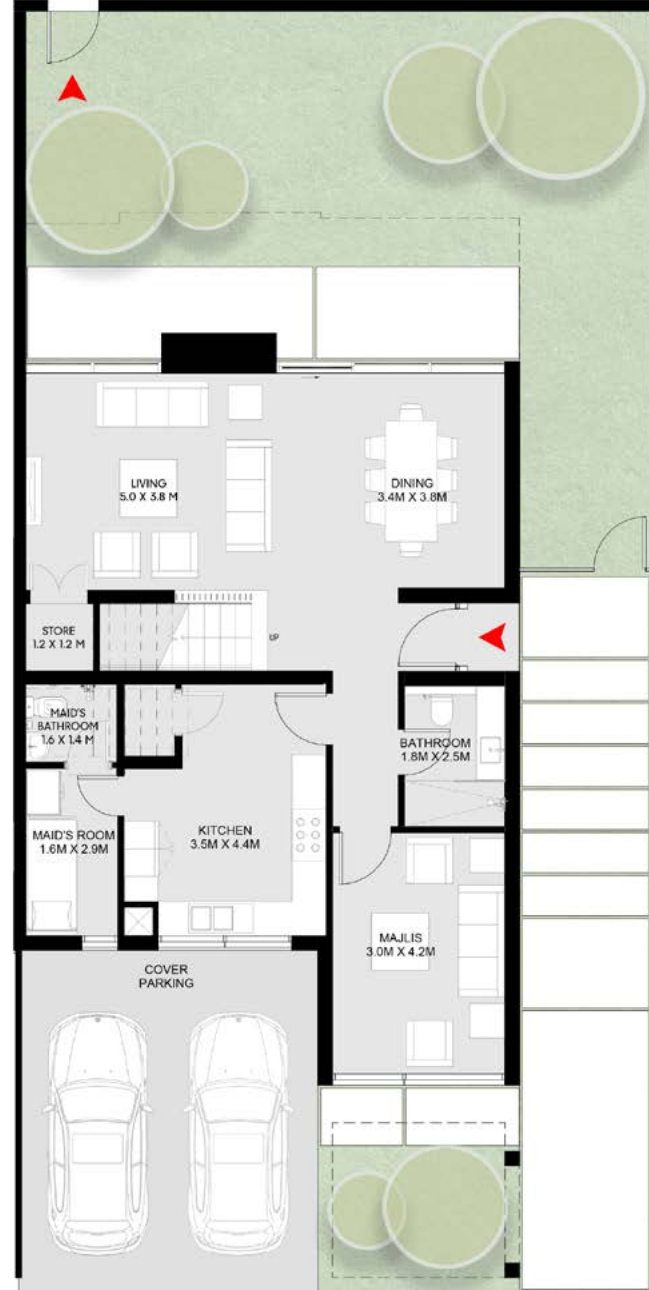 LIVING
5.0 X 3.8 M
DINING
3.4M X 3.8M
STORE
1.2 X 1.2 M
UP
MAID'S
BATHROOM
1.6 X 1.4 M
BATHROOM
1.8M X 2.5M
MAID'S ROOM
1.6M X 2.9M
KITCHEN
3.5M X 4.4M
MAJLIS
3.0M X 4.2M
COVER
PARKING